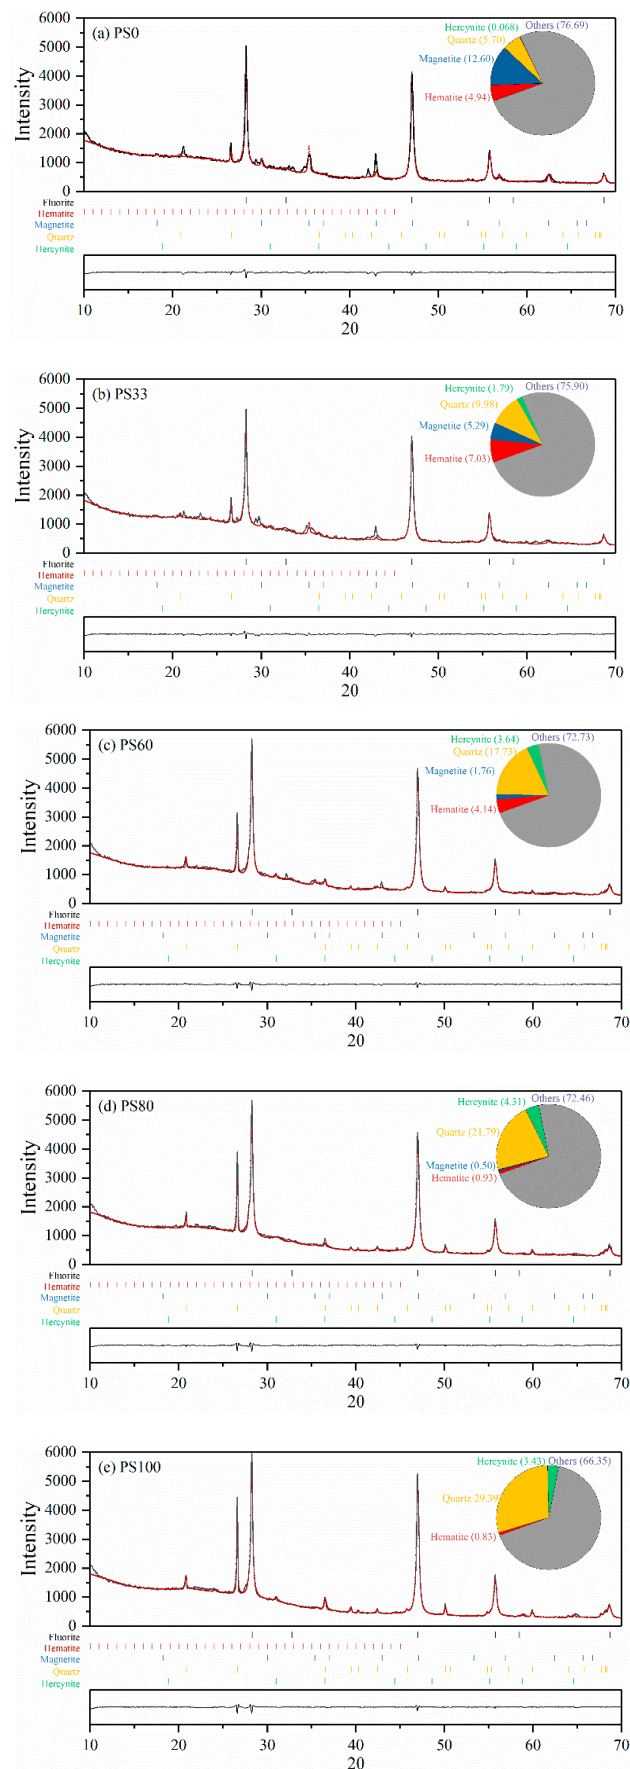 (a) PS0
Hercynite (0.068)
Others (76.69)
Quartz (5.70)
Magnetite (12.60)
Hematite (4.94)
Intensity
6000
5000
4000
3000
2000
1000
0
Fluorite
Hematite
Magnetite
Quartz
Hercynite
10 20 30 40 50 60 70
2θ
(b) PS33
Hercynite (1.79)
Others (75.90)
Quartz (9.98)
Magnetite (5.29)
Hematite (7.03)
Intensity
6000
5000
4000
3000
2000
1000
0
Fluorite
Hematite
Magnetite
Quartz
Hercynite
10 20 30 40 50 60 70
2θ
(c) PS60
Hercynite (3.64)
Others (72.73)
Quartz (17.73)
Magnetite (1.76)
Hematite (4.14)
Intensity
6000
5000
4000
3000
2000
1000
0
Fluorite
Hematite
Magnetite
Quartz
Hercynite
10 20 30 40 50 60 70
2θ
(d) PS80
Hercynite (4.31)
Others (72.46)
Quartz (21.79)
Magnetite (0.50)
Hematite (0.93)
Intensity
6000
5000
4000
3000
2000
1000
0
Fluorite
Hematite
Magnetite
Quartz
Hercynite
10 20 30 40 50 60 70
2θ
(e) PS100
Hercynite (3.43)
Others (66.35)
Quartz 29.39
Hematite (0.83)
Intensity
6000
5000
4000
3000
2000
1000
0
Fluorite
Hematite
Magnetite
Quartz
Hercynite
10 20 30 40 50 60 70
2θ